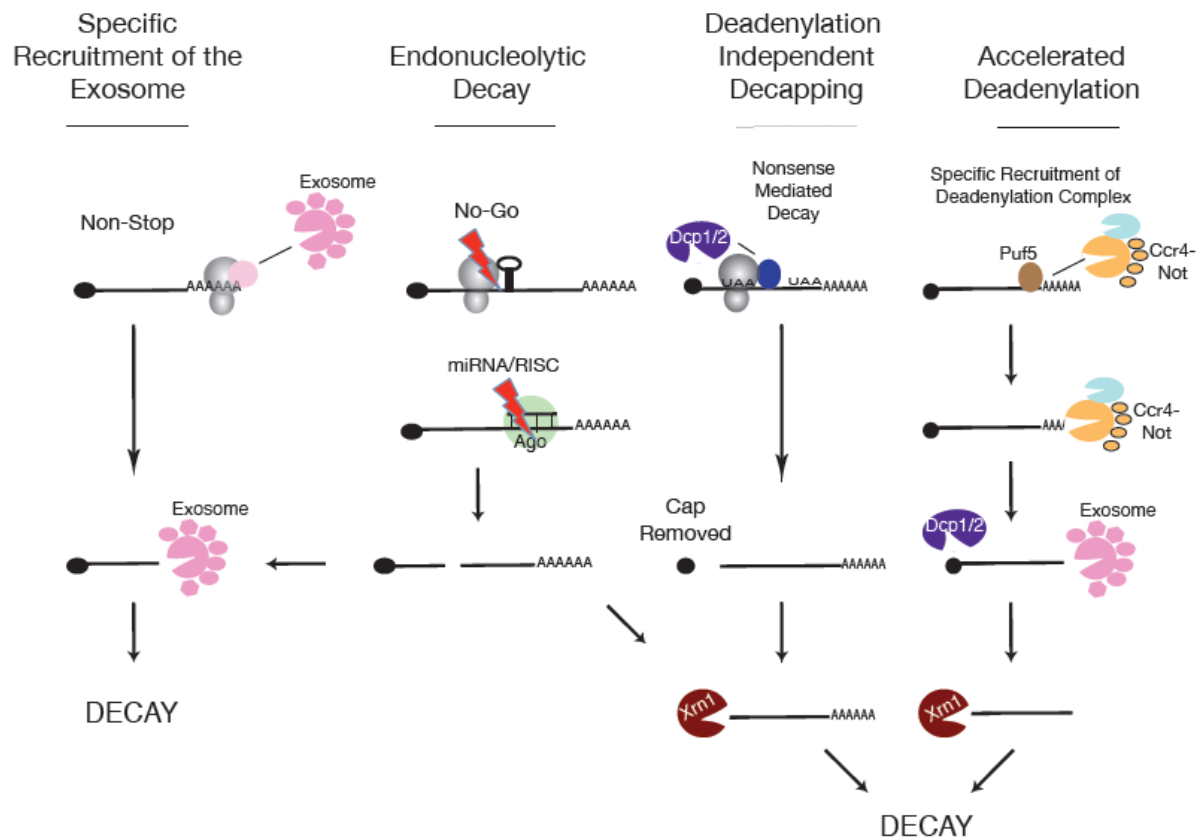 Specific
Recruitment of the
Exosome
Endonucleolytic
Decay
Deadenylation
Independent
Decapping
Accelerated
Deadenylation
Non-Stop
Exosome
AAAAAA
No-Go
AAAAAA
miRNA/RISC
Ago
AAAAAA
Nonsense
Mediated
Decay
Dcp1/2
UAA
UAA
AAAAAA
Specific Recruitment of
Deadenylation Complex
Puf5
Ccr4-
Not
AAAAAA
AAA
Ccr4-
Not
Exosome
AAAAAA
Cap
Removed
AAAAAA
Dcp1/2
Exosome
DECAY
Xrn1
AAAAAA
Xrn1
DECAY